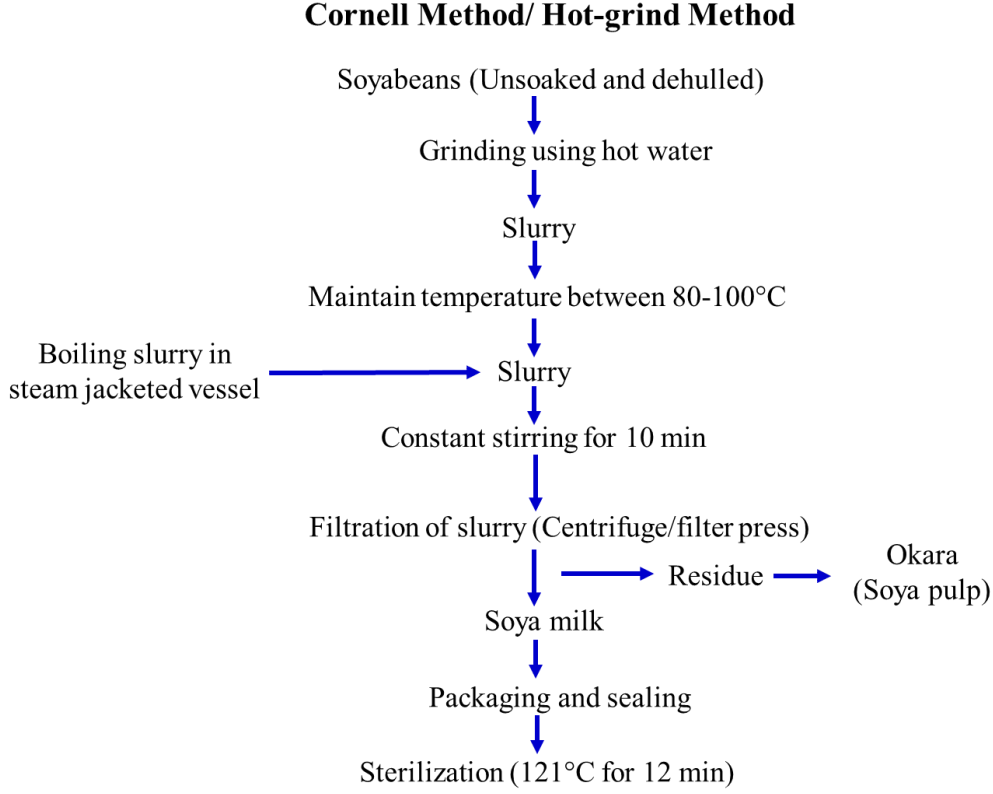 Cornell Method/ Hot-grind Method
Soyabeans (Unsoaked and dehulled)
Grinding using hot water
Slurry
Maintain temperature between 80-100°C
Boiling slurry in
steam jacketed vessel
Slurry
Constant stirring for 10 min
Filtration of slurry (Centrifuge/filter press)
Residue
Okara
(Soya pulp)
Soya milk
Packaging and sealing
Sterilization (121°C for 12 min)